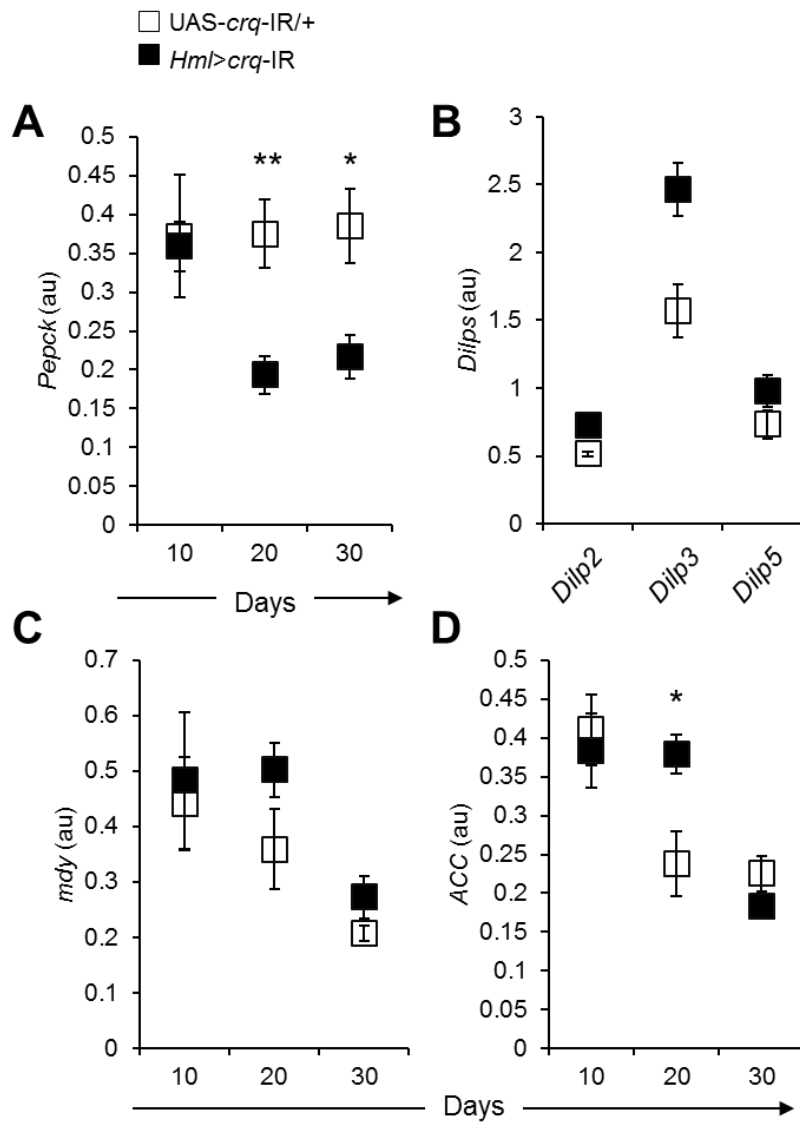 UAS-crq-IR/+
Hml>crq-IR
A
0.5
0.45
0.4
0.35
0.3
0.25
0.2
0.15
0.1
0.05
0
Pepck (au)
** *
10 20 30
Days
B
3
2.5
2
1.5
1
0.5
0
Dilps (au)
Dilp2 Dilp3 Dilp5
C
0.7
0.6
0.5
0.4
0.3
0.2
0.1
0
mdy (au)
10 20 30
D
0.5
0.45
0.4
0.35
0.3
0.25
0.2
0.15
0.1
0.05
0
ACC (au)
*
10 20 30
Days